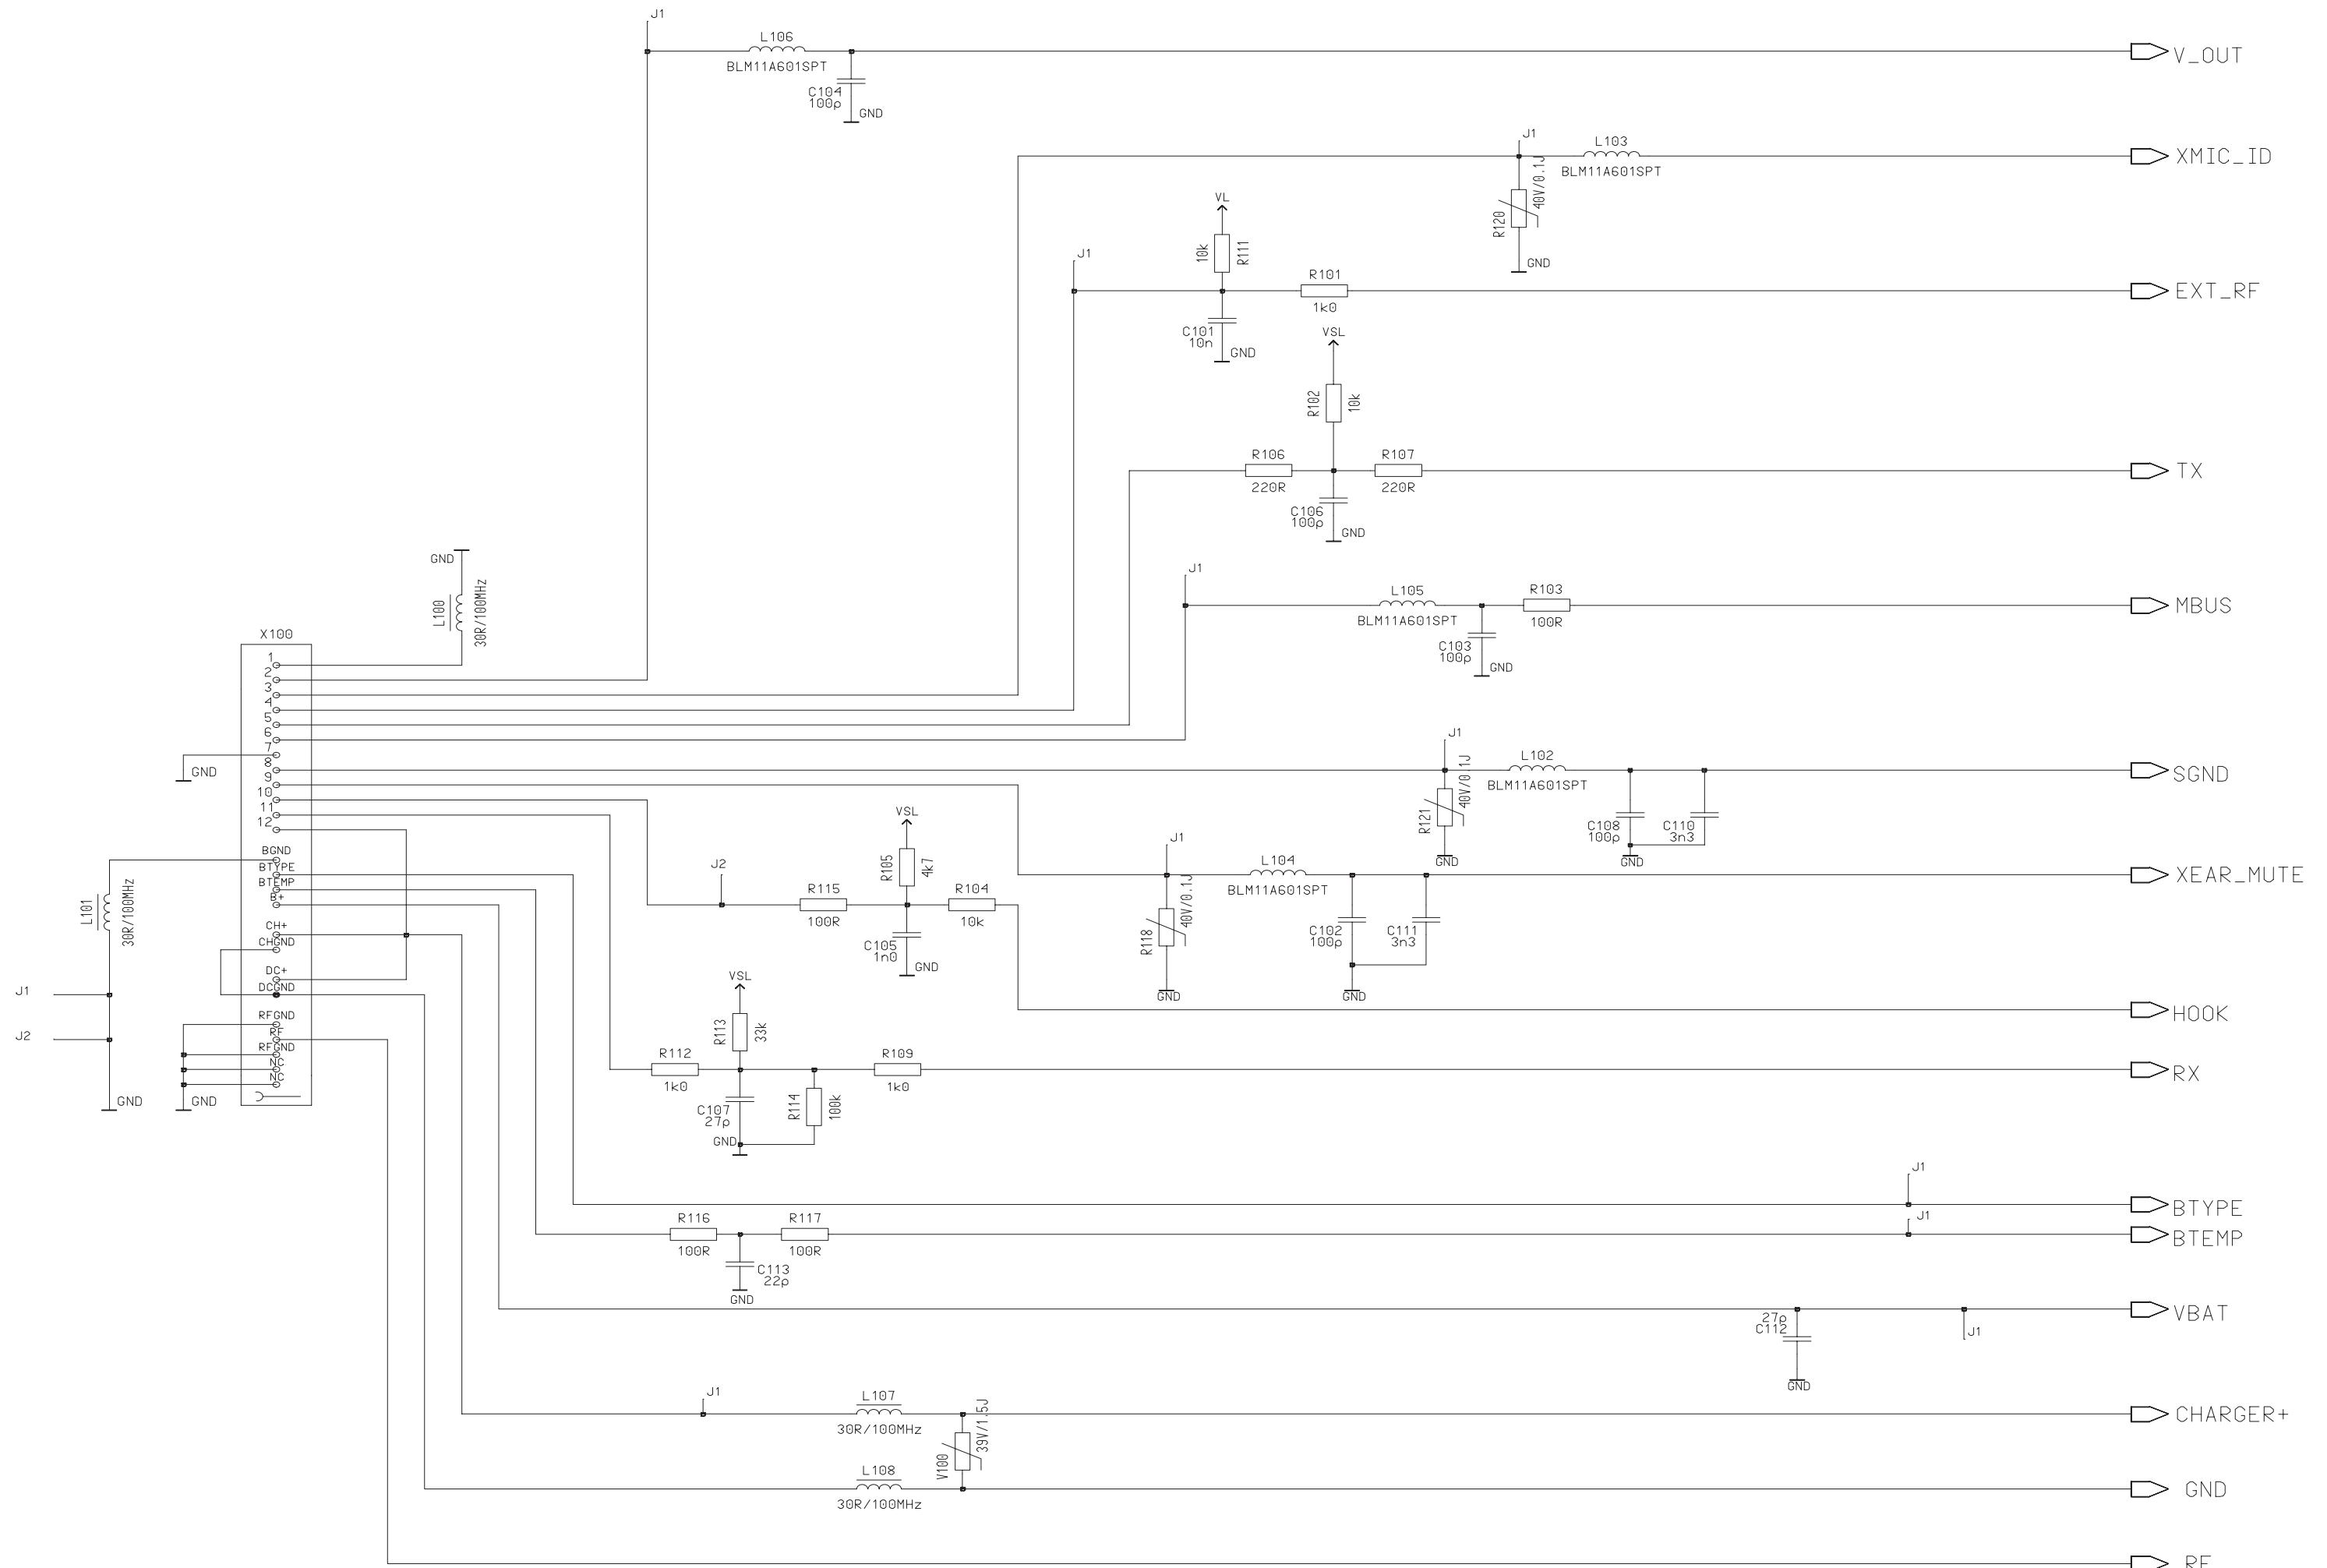 J1
L106
BLM11A601SPT
C104
100p
GND
V_OUT
J1
L103
BLM11A601SPT
40V/0.1J
R120
GND
XMIC_ID
VL
10k
R111
J1
R101
1k0
C101
10n
GND
EXT_RF
VSL
R102
10k
R106
220R
R107
220R
C106
100p
GND
TX
J1
L105
BLM11A601SPT
R103
100R
C103
100p
GND
MBUS
GND
L100
30R/100MHz
X100
1
2
3
4
5
6
7
8
9
10
11
12
GND
BGND
BTYPE
BTEMP
B+
CH+
CHGND
DC+
DCGND
RFGND
RF
RFGND
NC
NC
L101
30R/100MHz
J1
J2
GND
GND
J1
L102
BLM11A601SPT
R121
40V/0.1J
GND
C108
100p
C110
3n3
GND
SGND
J1
L104
BLM11A601SPT
R118
40V/0.1J
GND
C102
100p
C111
3n3
GND
XEAR_MUTE
VSL
R105
4k7
J2
R115
100R
R104
10k
C105
1n0
GND
HOOK
VSL
R113
33k
R112
1k0
R109
1k0
C107
27p
R114
100k
GND
RX
J1
BTYPE
R116
100R
R117
100R
C113
22p
GND
J1
BTEMP
27p
C112
GND
J1
VBAT
J1
L107
30R/100MHz
39V/1.5J
V100
CHARGER+
L108
30R/100MHz
GND
RF